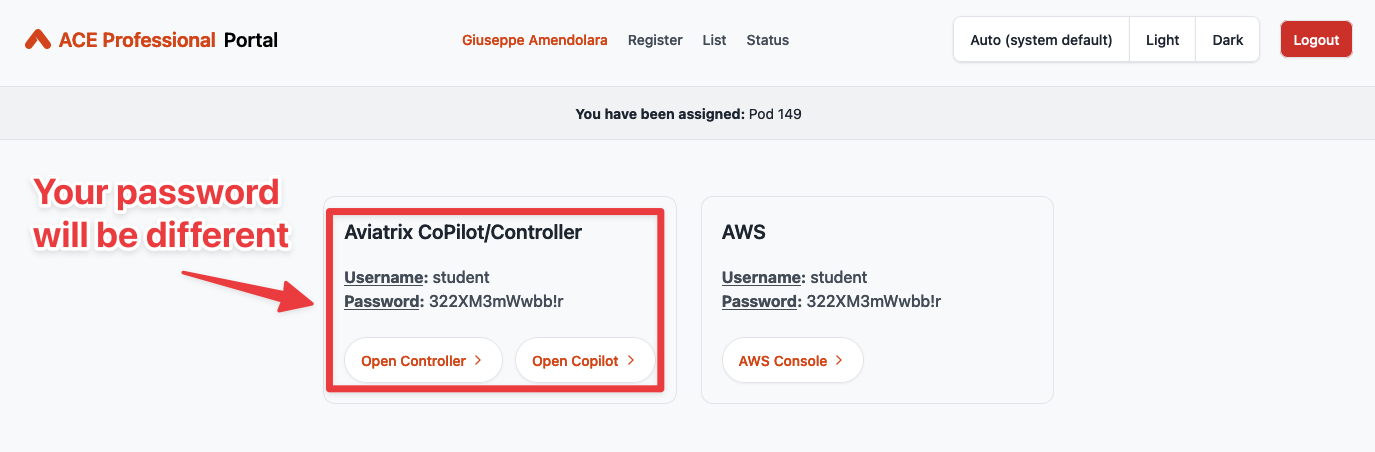 ACE Professional Portal
Giuseppe Amendolara Register List Status
Auto (system default) Light Dark
Logout
You have been assigned: Pod 149
Your password
will be different
Aviatrix CoPilot/Controller
Username: student
Password: 322XM3mWwbb!r
Open Controller >
Open Copilot >
AWS
Username: student
Password: 322XM3mWwbb!r
AWS Console >